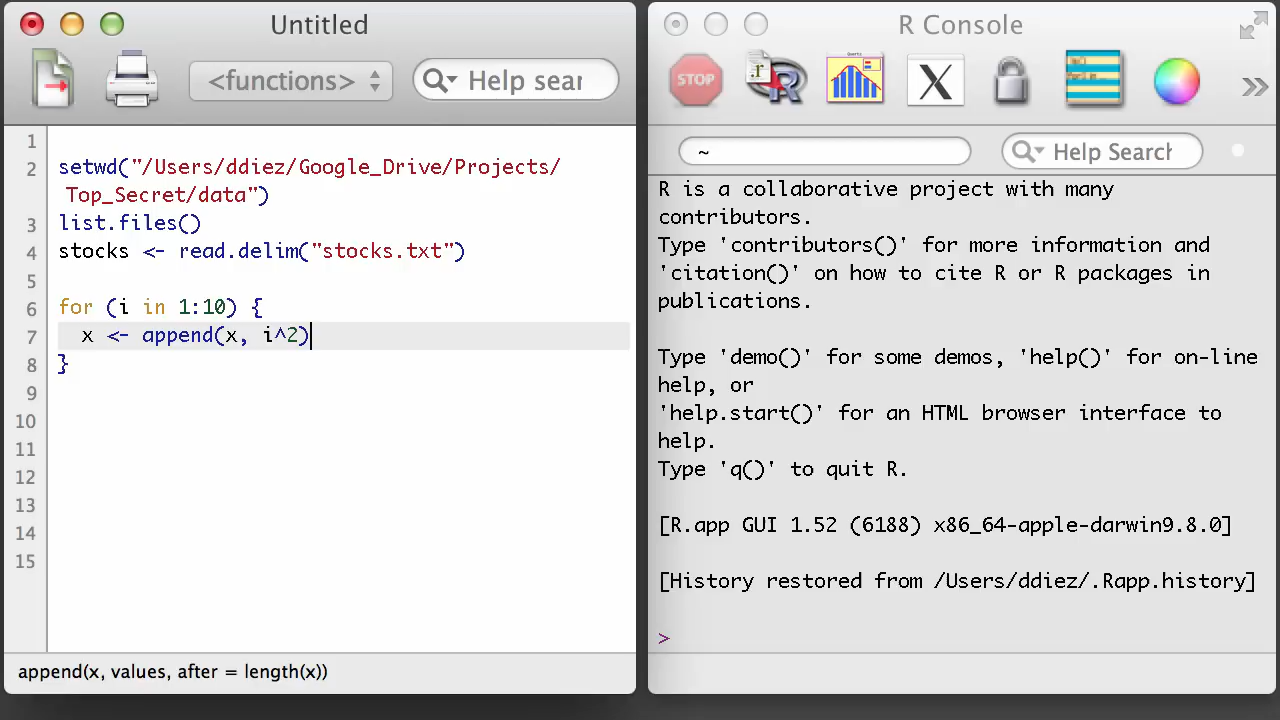 Untitled
<functions>
Help sear
1
2 setwd("/Users/ddiez/Google_Drive/Projects/
Top_Secret/data")
3 list.files()
4 stocks <- read.delim("stocks.txt")
5
6 for (i in 1:10) {
7 x <- append(x, i^2)
8 }
9
10
11
12
13
14
15
append(x, values, after = length(x))
R Console
STOP
r R
X
~
Help Search
R is a collaborative project with many
contributors.
Type 'contributors()' for more information and
'citation()' on how to cite R or R packages in
publications.
Type 'demo()' for some demos, 'help()' for on-line
help, or
'help.start()' for an HTML browser interface to
help.
Type 'q()' to quit R.
[R.app GUI 1.52 (6188) x86_64-apple-darwin9.8.0]
[History restored from /Users/ddiez/.Rapp.history]
>